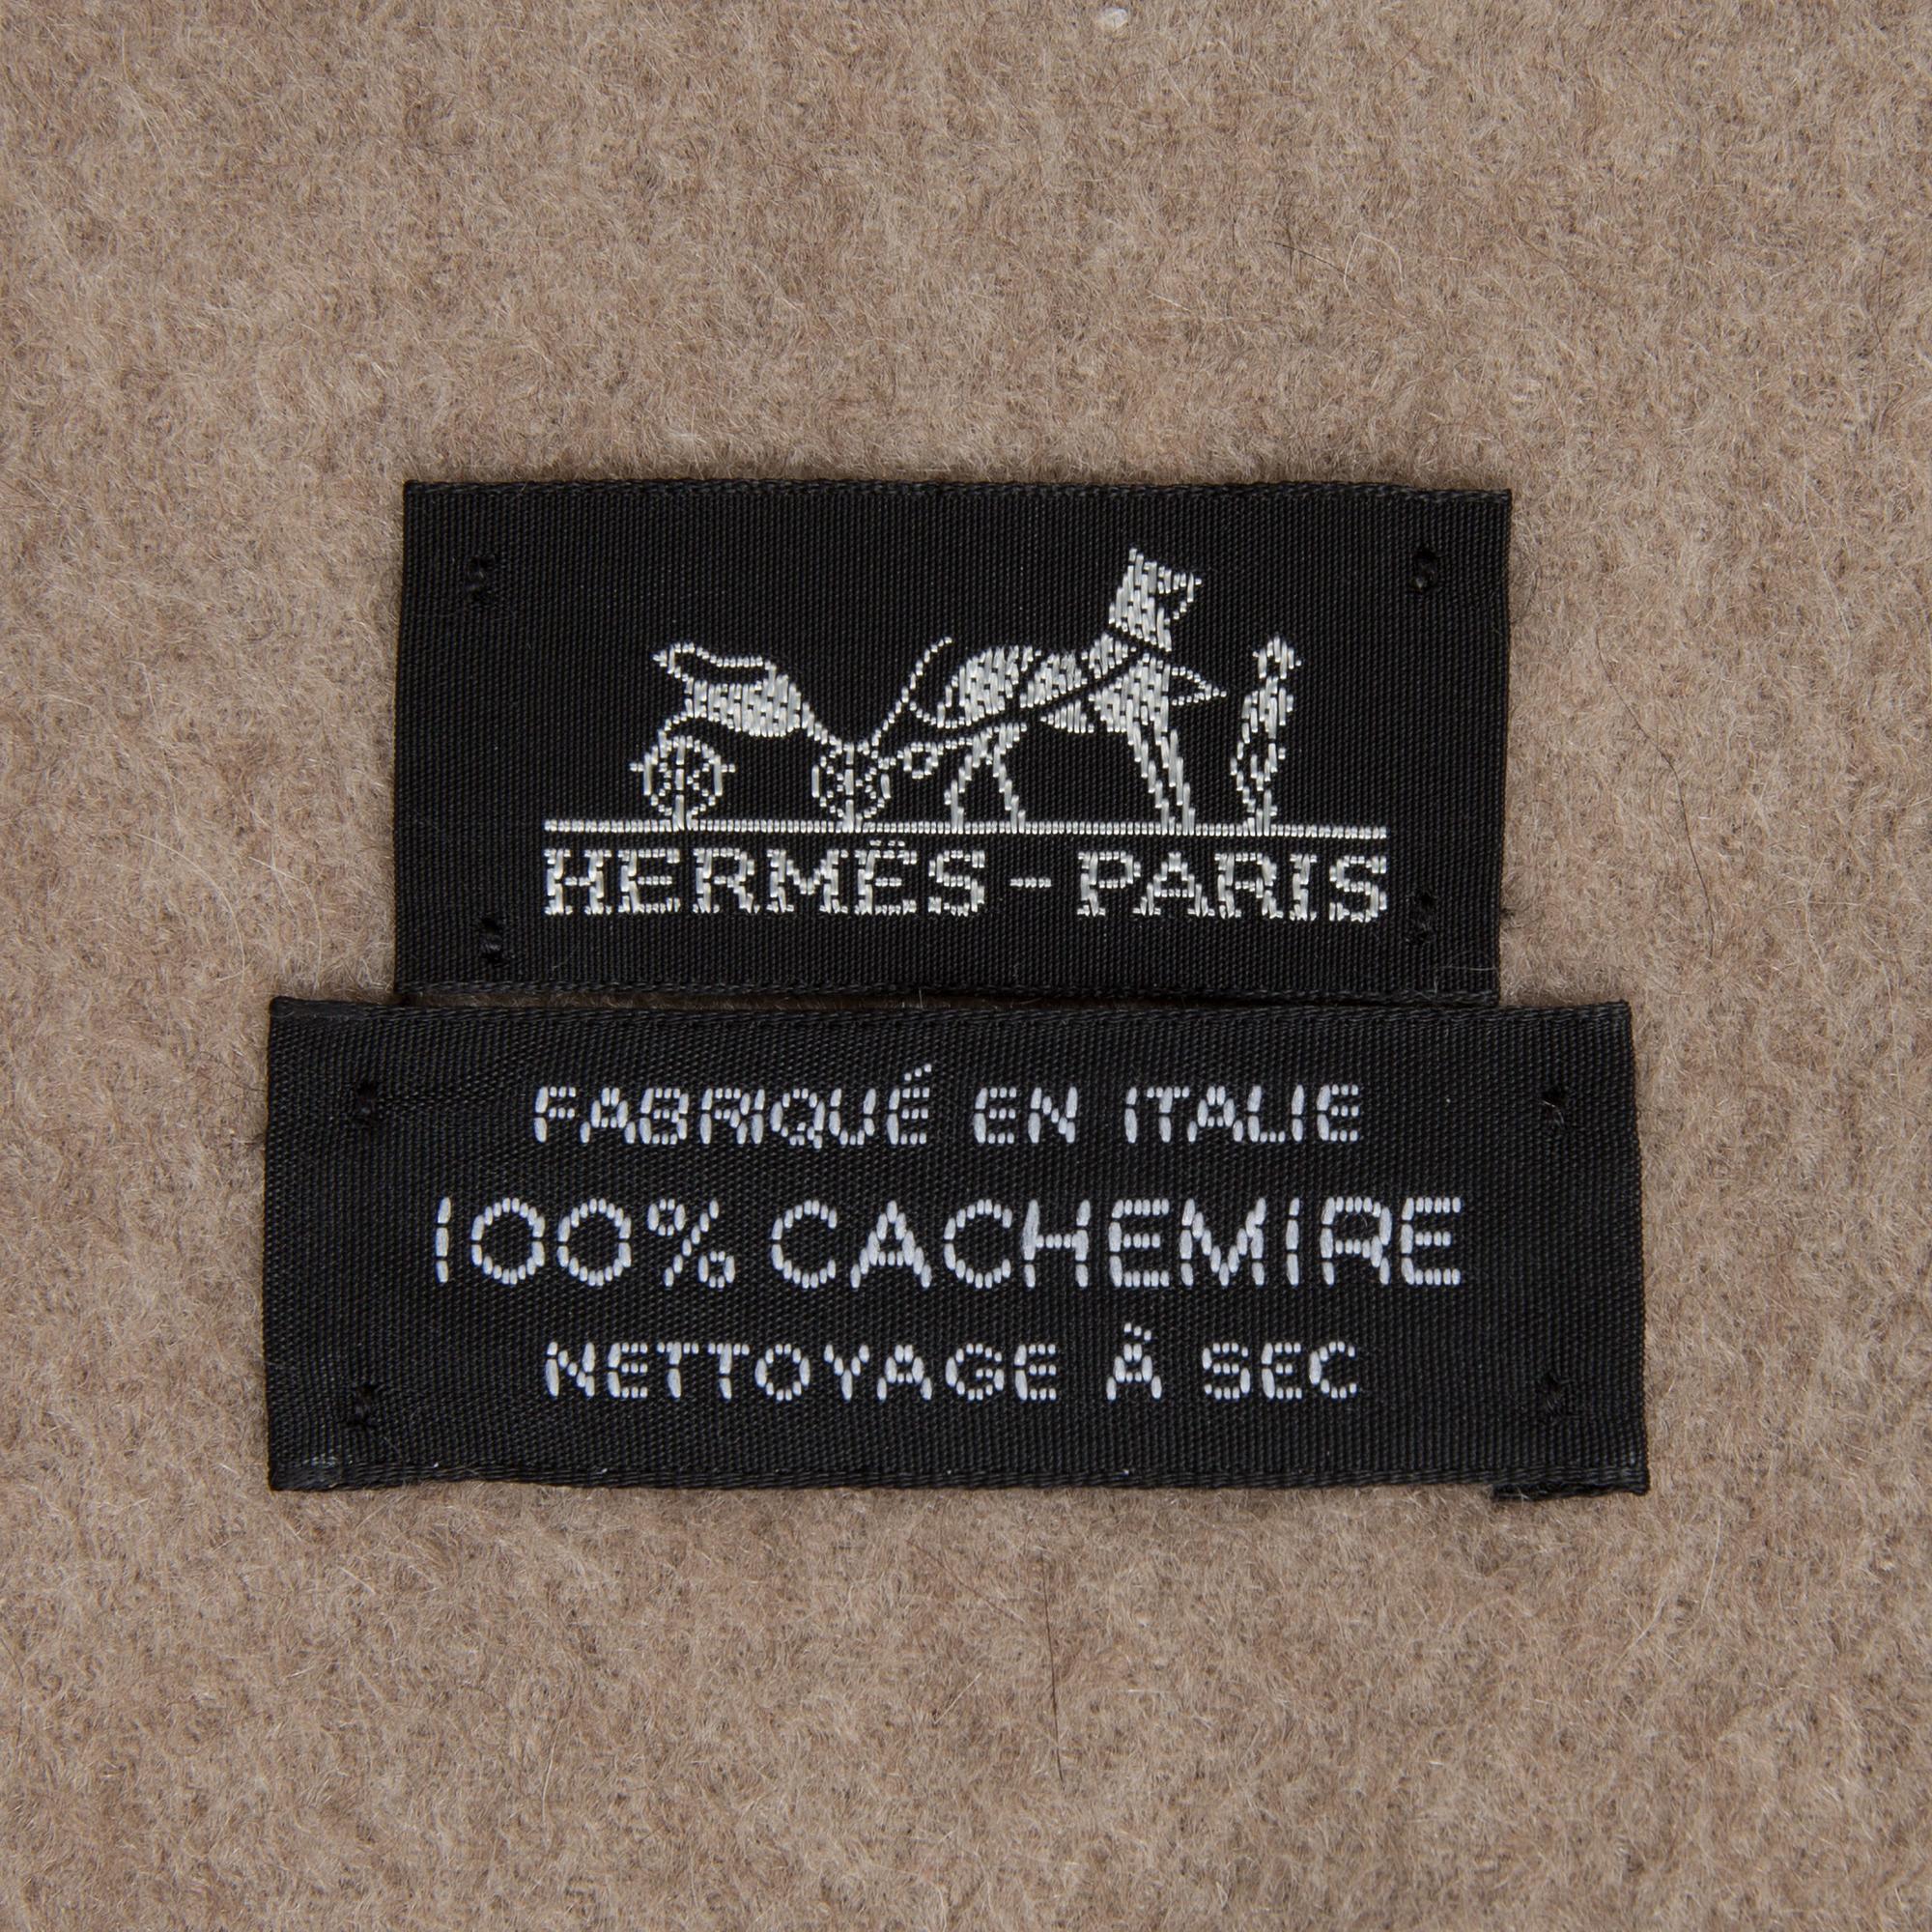 HERMÈS - PARIS
FABRIQUÉ EN ITALIE
100% CACHEMIRE
NETTOYAGE À SEC